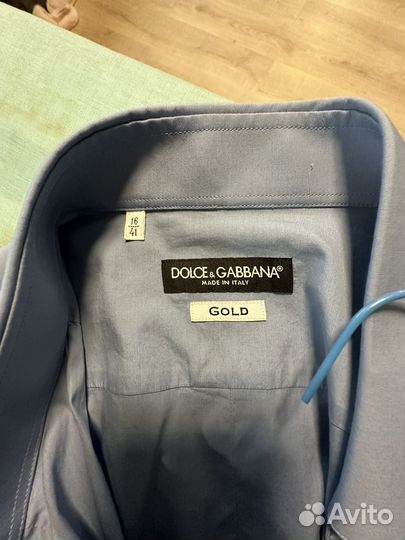 16
41
DOLCE & GABBANA®
MADE IN ITALY
GOLD
Avito